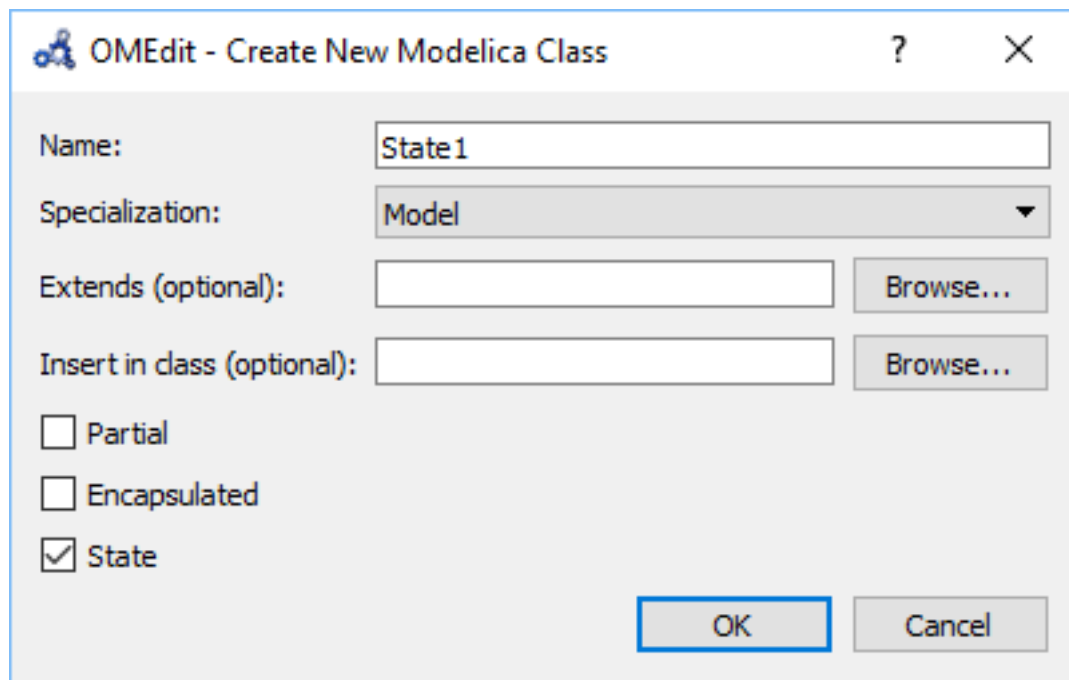 OMEdit - Create New Modelica Class ?
Name: State1
Specialization: Model
Extends (optional): Browse...
Insert in class (optional): Browse...
Partial
Encapsulated
State
OK Cancel